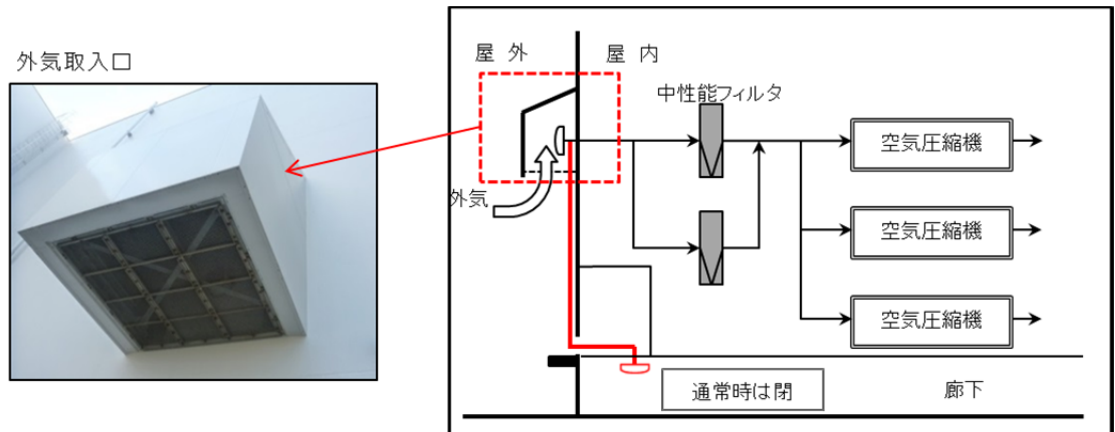 外気取入口
屋外
屋内
中性能フィルタ
外気
空気圧縮機
空気圧縮機
空気圧縮機
通常時は閉
廊下